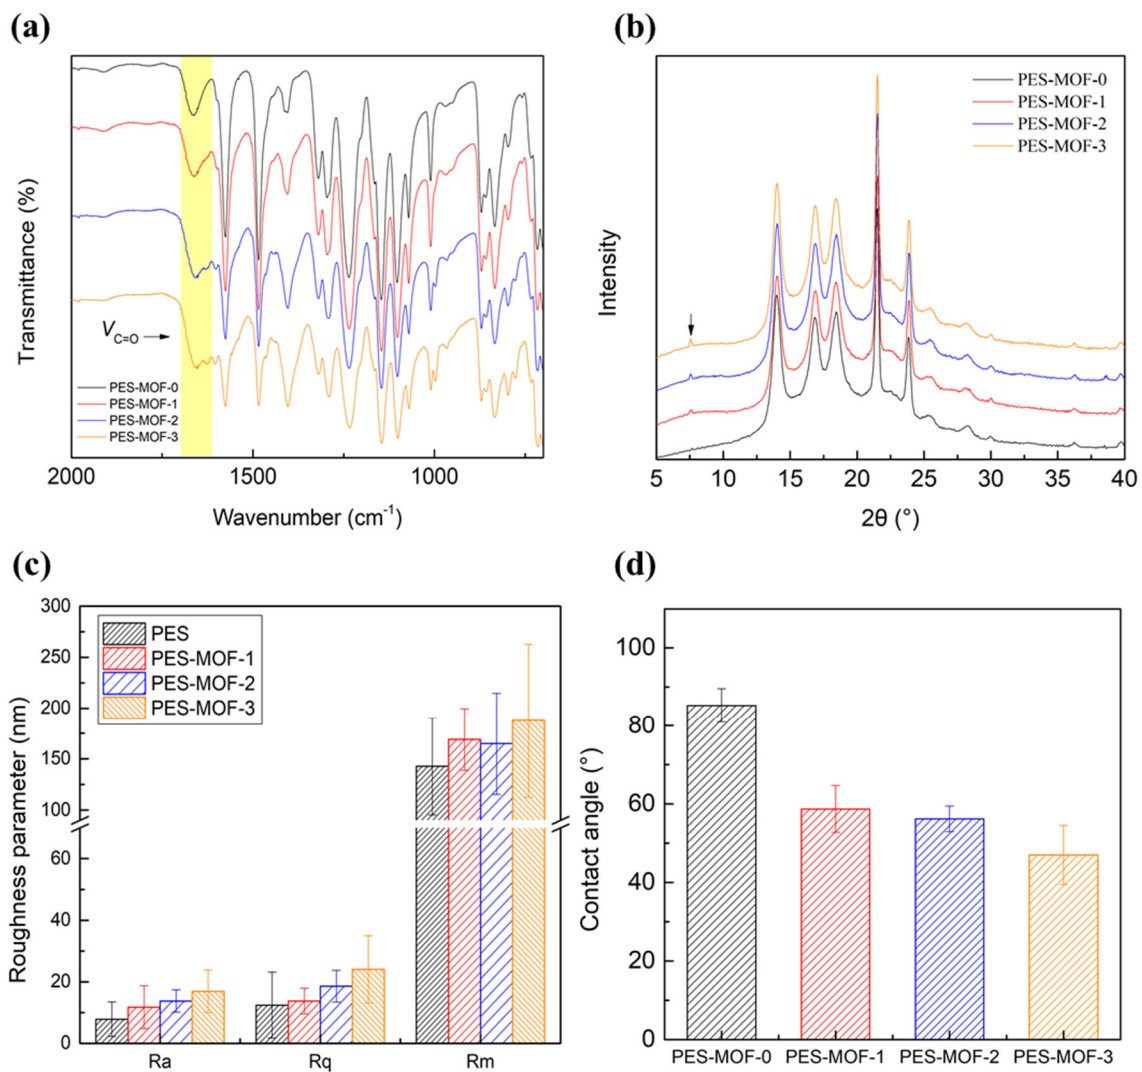 (a)
Transmittance (%)
V C=O
PES-MOF-0
PES-MOF-1
PES-MOF-2
PES-MOF-3
2000 1500 1000
Wavenumber (cm-1)
(b)
Intensity
PES-MOF-0
PES-MOF-1
PES-MOF-2
PES-MOF-3
5 10 15 20 25 30 35 40
2θ (°)
(c)
Roughness parameter (nm)
300
250
200
150
100
60
40
20
0
PES
PES-MOF-1
PES-MOF-2
PES-MOF-3
Ra Rq Rm
(d)
Contact angle (°)
100
80
60
40
20
0
PES-MOF-0 PES-MOF-1 PES-MOF-2 PES-MOF-3